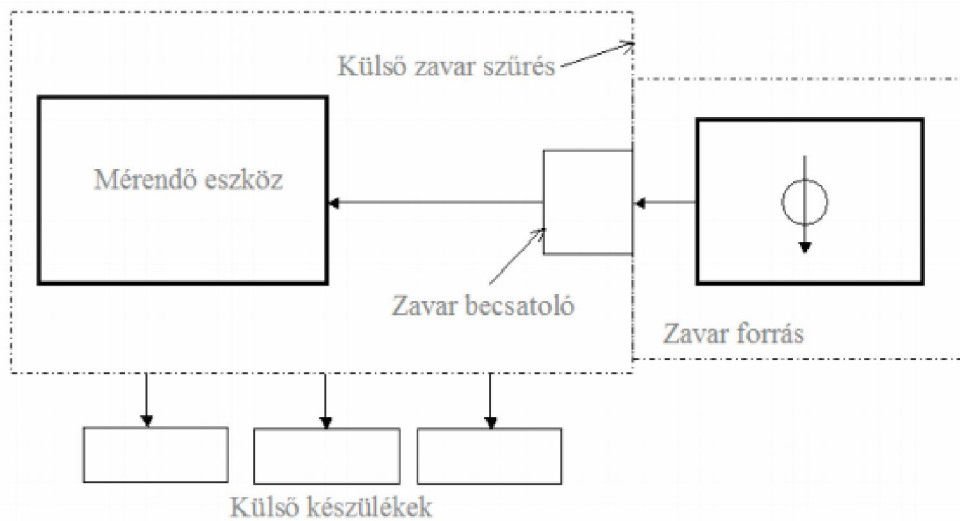 Külső zavar szűrés
Mérendő eszköz
Zavar becsatoló
Zavar forrás
Külső készülékek